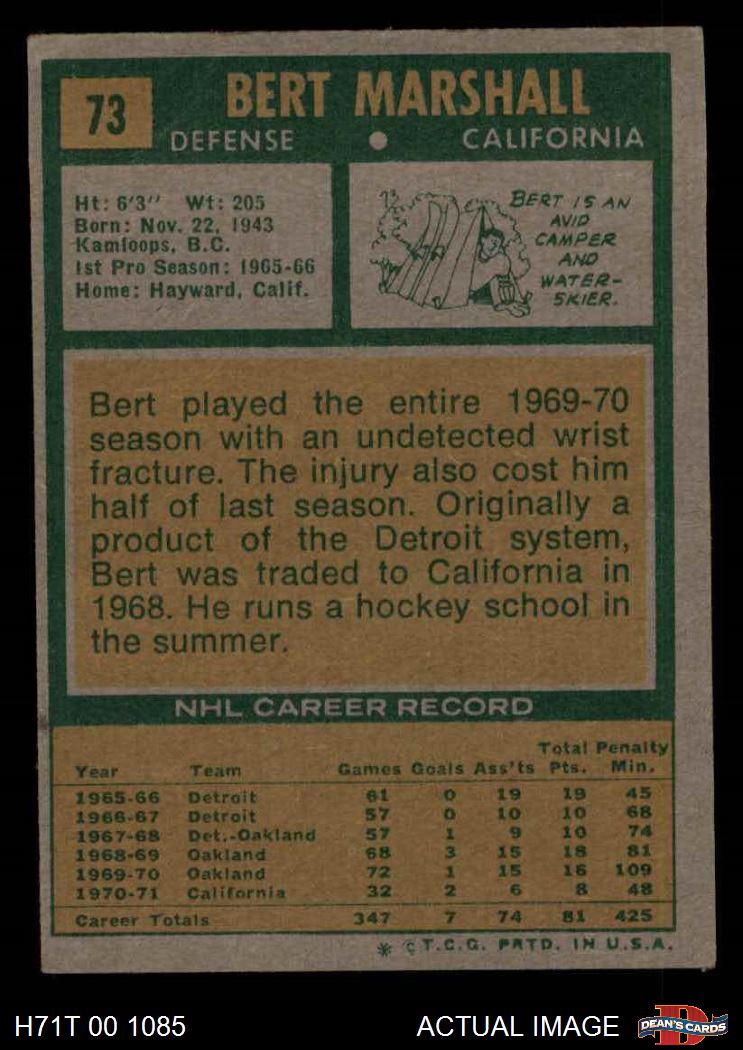 73
BERT MARSHALL
DEFENSE • CALIFORNIA
Ht: 6'3" Wt: 205
Born: Nov. 22, 1943
Kamloops, B.C.
1st Pro Season: 1965-66
Home: Hayward, Calif.
73
BERT IS AN
AVID
CAMPER
AND
WATER-
SKIER.
Bert played the entire 1969-70
season with an undetected wrist
fracture. The injury also cost him
half of last season. Originally a
product of the Detroit system,
Bert was traded to California in
1968. He runs a hockey school in
the summer.
NHL CAREER RECORD
Total Penalty
Year Team Games Goals Ass'ts Pts. Min.
1965-66 Detroit 61 0 19 19 45
1966-67 Detroit 57 0 10 10 68
1967-68 Det.-Oakland 57 1 9 10 74
1968-69 Oakland 68 3 15 18 81
1969-70 Oakland 72 1 15 16 109
1970-71 California 32 2 6 8 48
Career Totals 347 7 74 81 425
* © T.C.G. PRTD. IN U.S.A.
H71T 00 1085 ACTUAL IMAGE
D
DEAN'S CARDS